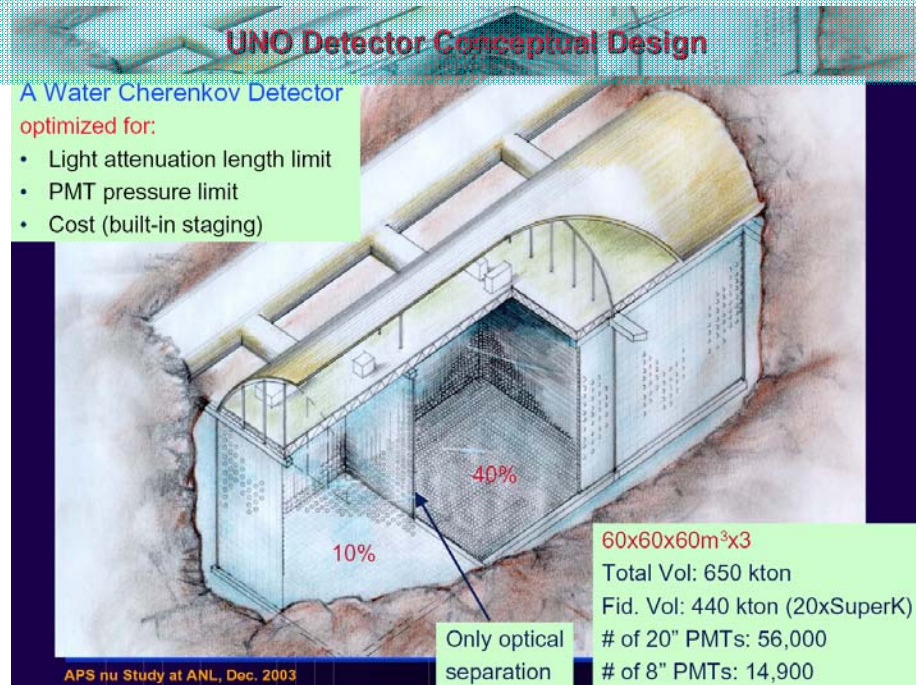 UNO Detector Conceptual Design
A Water Cherenkov Detector
optimized for:
• Light attenuation length limit
• PMT pressure limit
• Cost (built-in staging)
40%
10%
Only optical
separation
60x60x60m³x3
Total Vol: 650 kton
Fid. Vol: 440 kton (20xSuperK)
# of 20” PMTs: 56,000
# of 8” PMTs: 14,900
APS nu Study at ANL, Dec. 2003